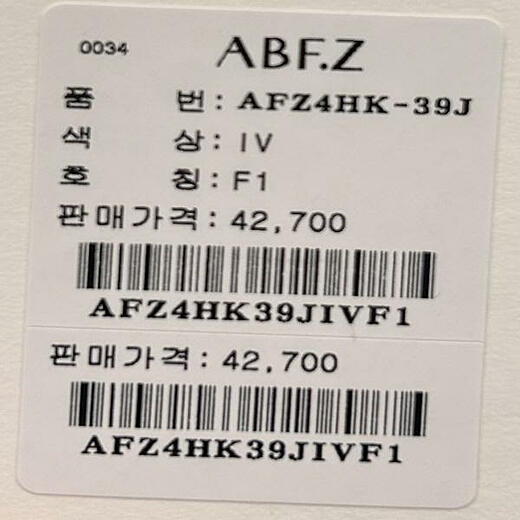 0034 ABF.Z
품 번 : AFZ4HK-39J
색 상 : IV
호 칭 : F1
판매가격 : 42,700
AFZ4HK39JIVF1
판매가격 : 42,700
AFZ4HK39JIVF1